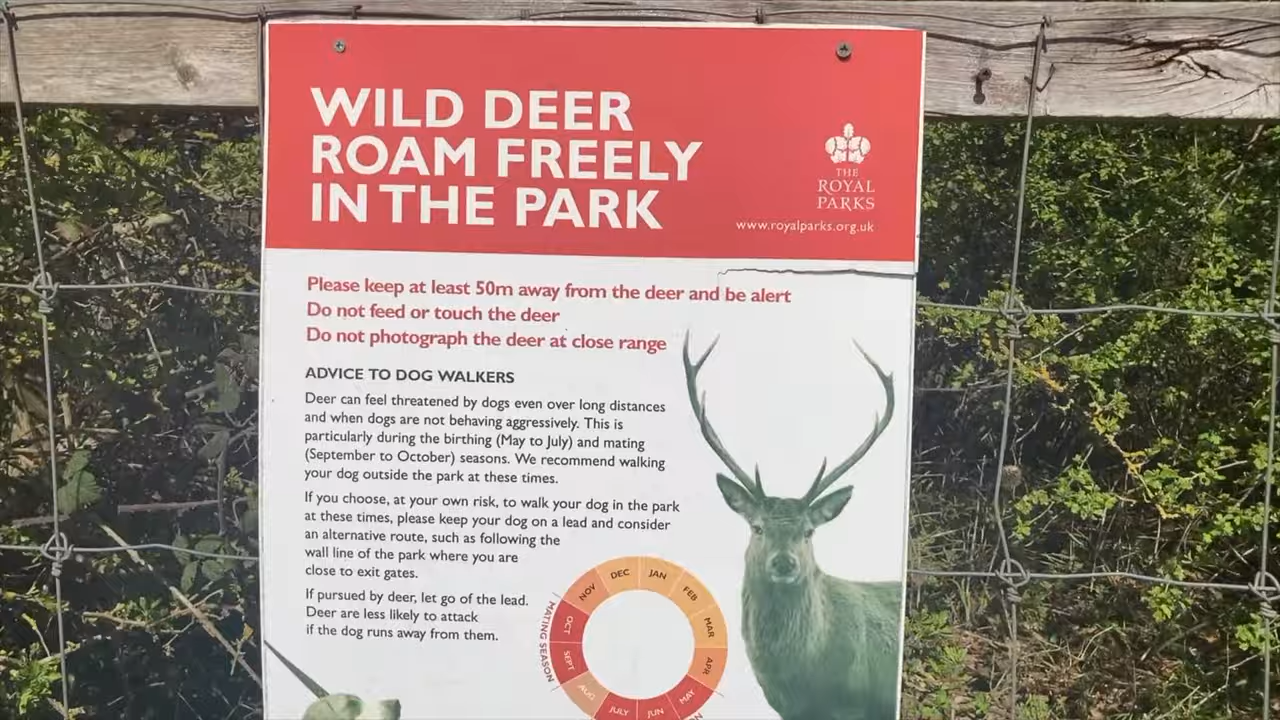 WILD DEER
ROAM FREELY
IN THE PARK
THE
ROYAL
PARKS
www.royalparks.org.uk
Please keep at least 50m away from the deer and be alert
Do not feed or touch the deer
Do not photograph the deer at close range
ADVICE TO DOG WALKERS
Deer can feel threatened by dogs even over long distances
and when dogs are not behaving aggressively. This is
particularly during the birthing (May to July) and mating
(September to October) seasons. We recommend walking
your dog outside the park at these times.
If you choose, at your own risk, to walk your dog in the park
at these times, please keep your dog on a lead and consider
an alternative route, such as following the
wall line of the park where you are
close to exit gates.
If pursued by deer, let go of the lead.
Deer are less likely to attack
if the dog runs away from them.
JAN
FEB
MAR
APR
MAY
JUN
JULY
AUG
SEPT
OCT
NOV
DEC
MATING SEASON